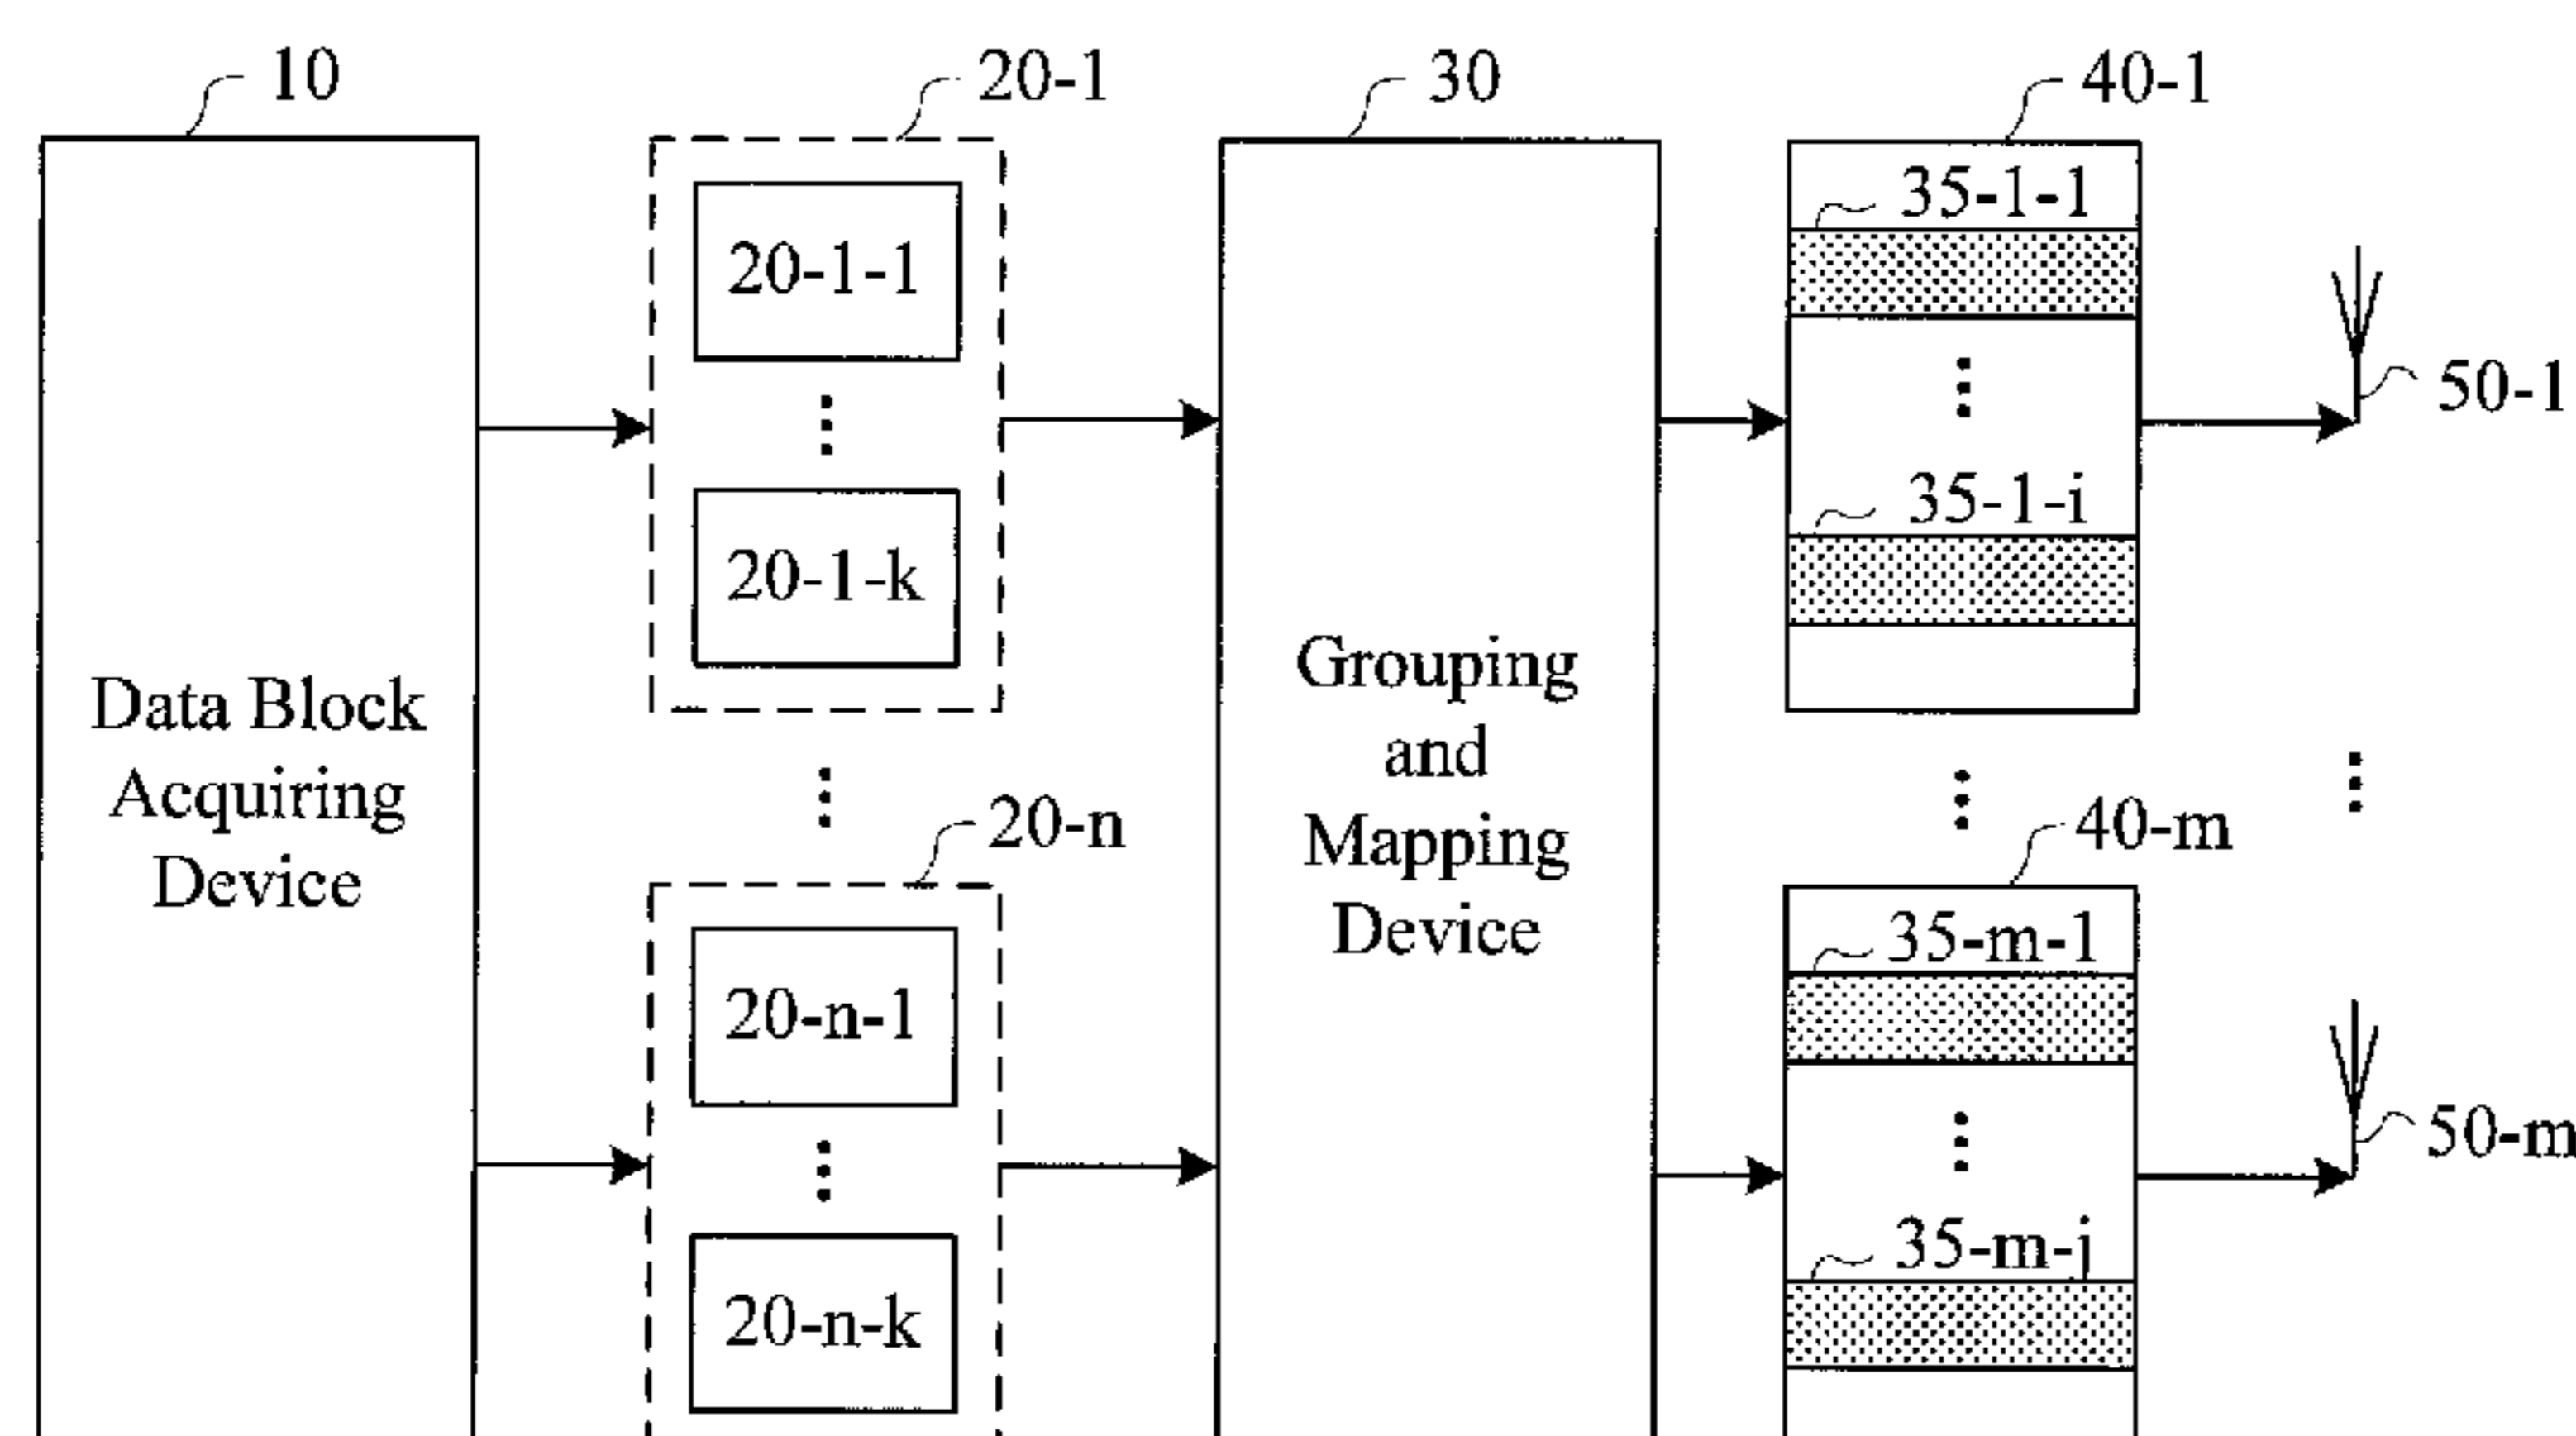 10
20-1
30
40-1
35-1-1
20-1-1
50-1
35-1-i
20-1-k
Data Block
Acquiring
Device
Grouping
and
Mapping
Device
20-n
40-m
35-m-1
20-n-1
50-m
35-m-j
20-n-k